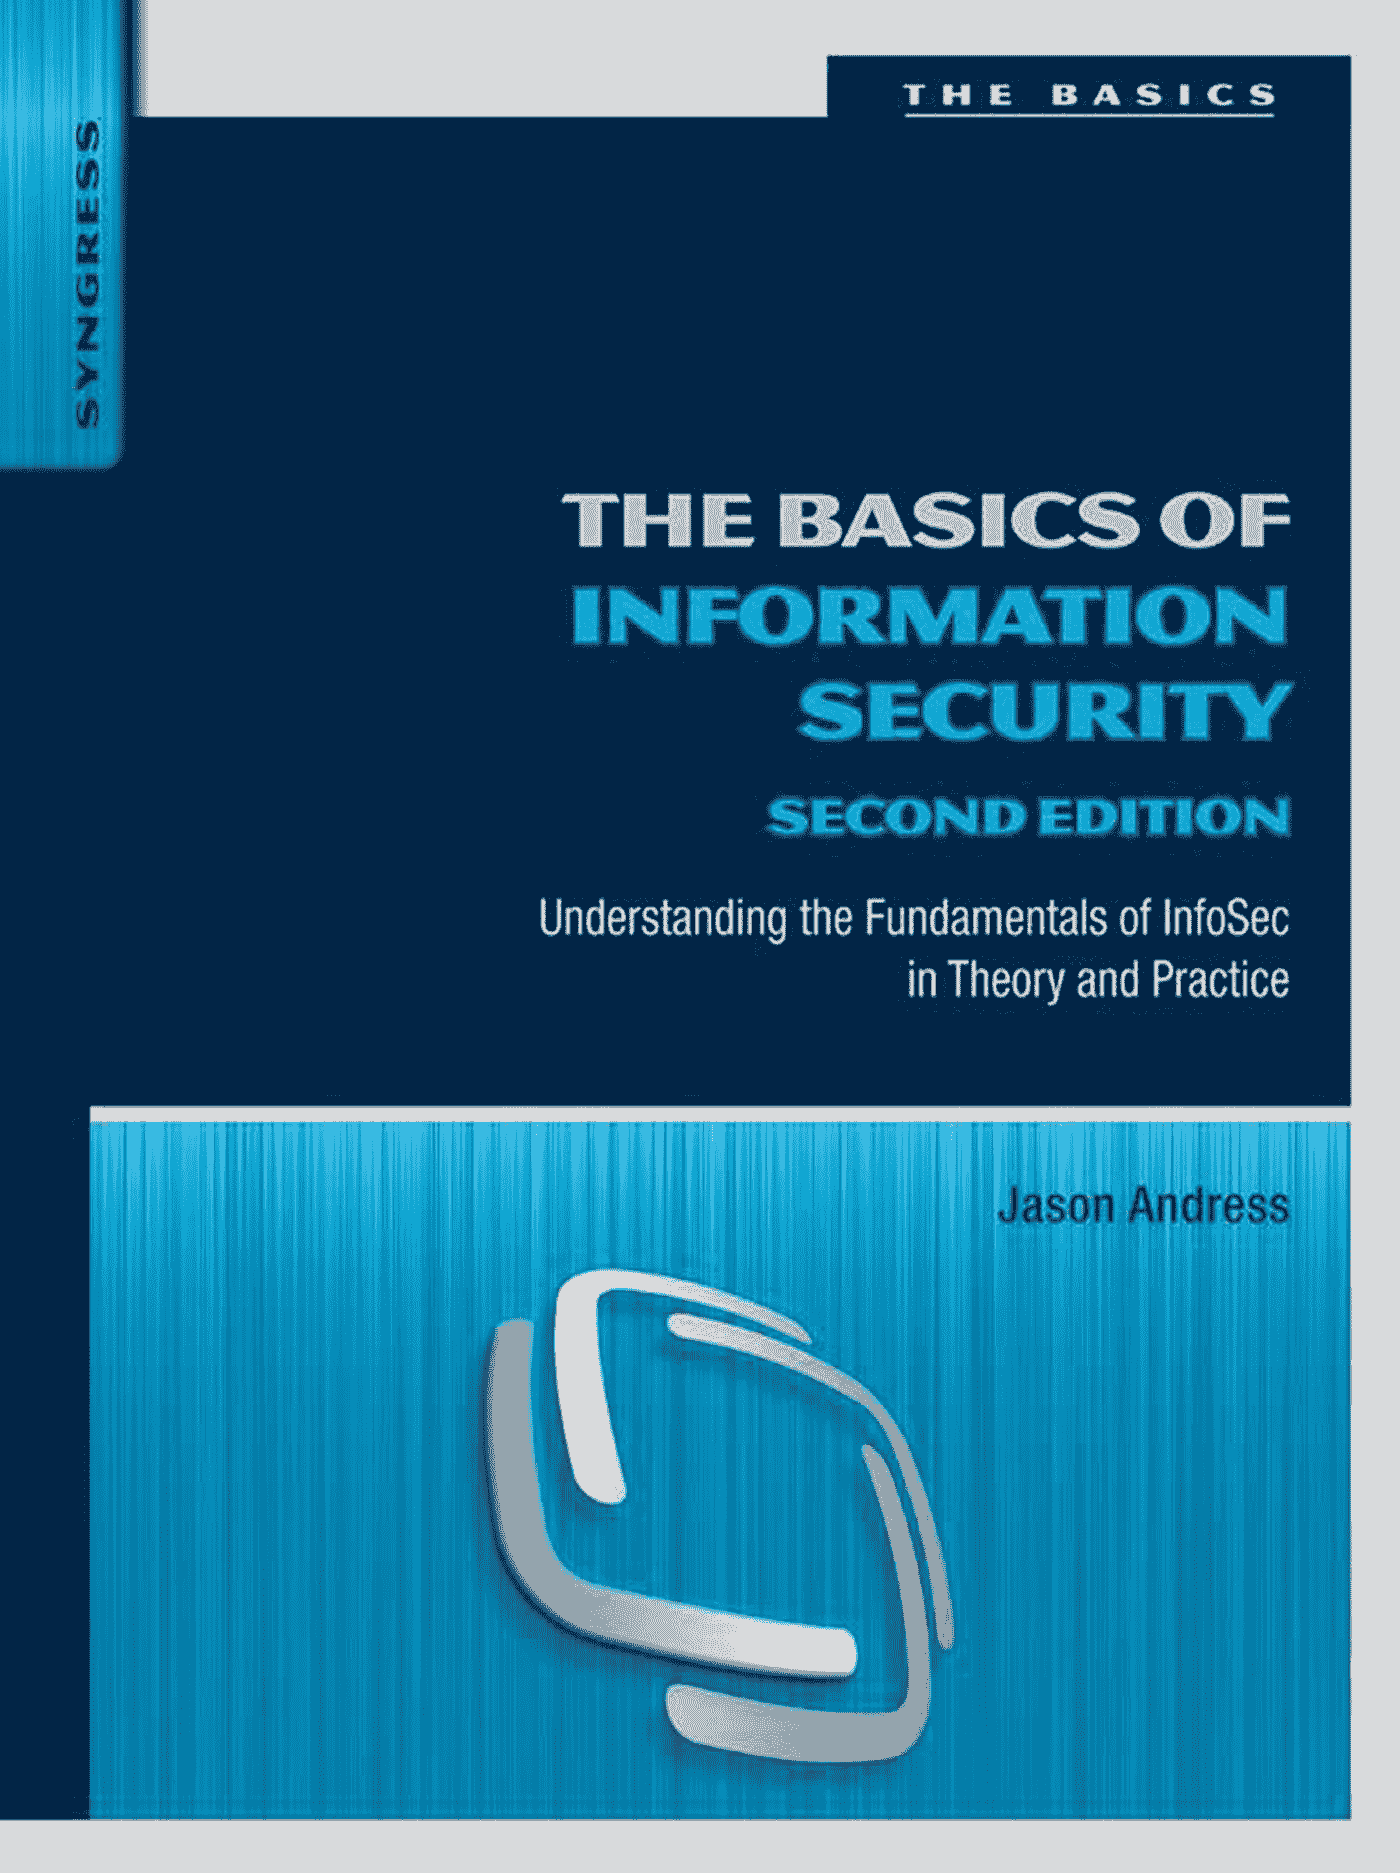 THE BASICS
SYNGRESS
THE BASICS OF
INFORMATION
SECURITY
SECOND EDITION
Understanding the Fundamentals of InfoSec
in Theory and Practice
Jason Andress